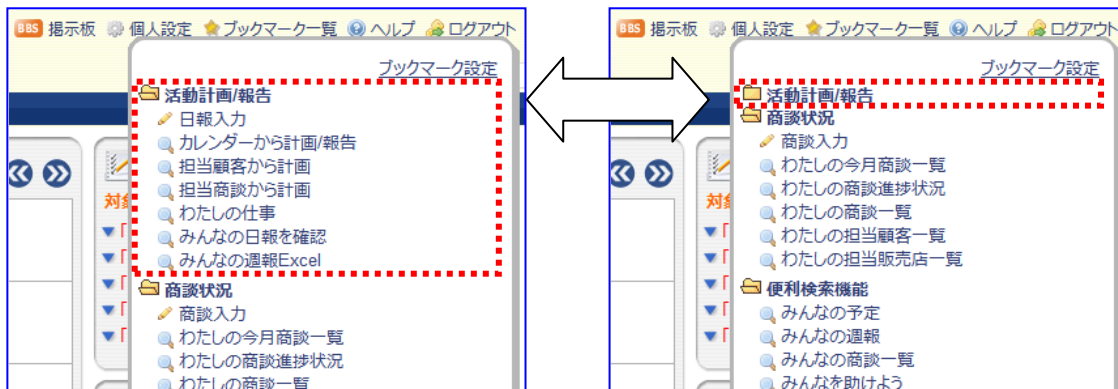 BBS 掲示板 個人設定 ブックマーク一覧 ヘルプ ログアウト
ブックマーク設定
活動計画/報告
日報入力
カレンダーから計画/報告
担当顧客から計画
担当商談から計画
わたしの仕事
みんなの日報を確認
みんなの週報Excel
商談状況
商談入力
わたしの今月商談一覧
わたしの商談進捗状況
わたしの商談一覧
対象
BBS 掲示板 個人設定 ブックマーク一覧 ヘルプ ログアウト
ブックマーク設定
活動計画/報告
商談状況
商談入力
わたしの今月商談一覧
わたしの商談進捗状況
わたしの商談一覧
わたしの担当顧客一覧
わたしの担当販売店一覧
便利検索機能
みんなの予定
みんなの週報
みんなの商談一覧
みんなを助けよう
対象